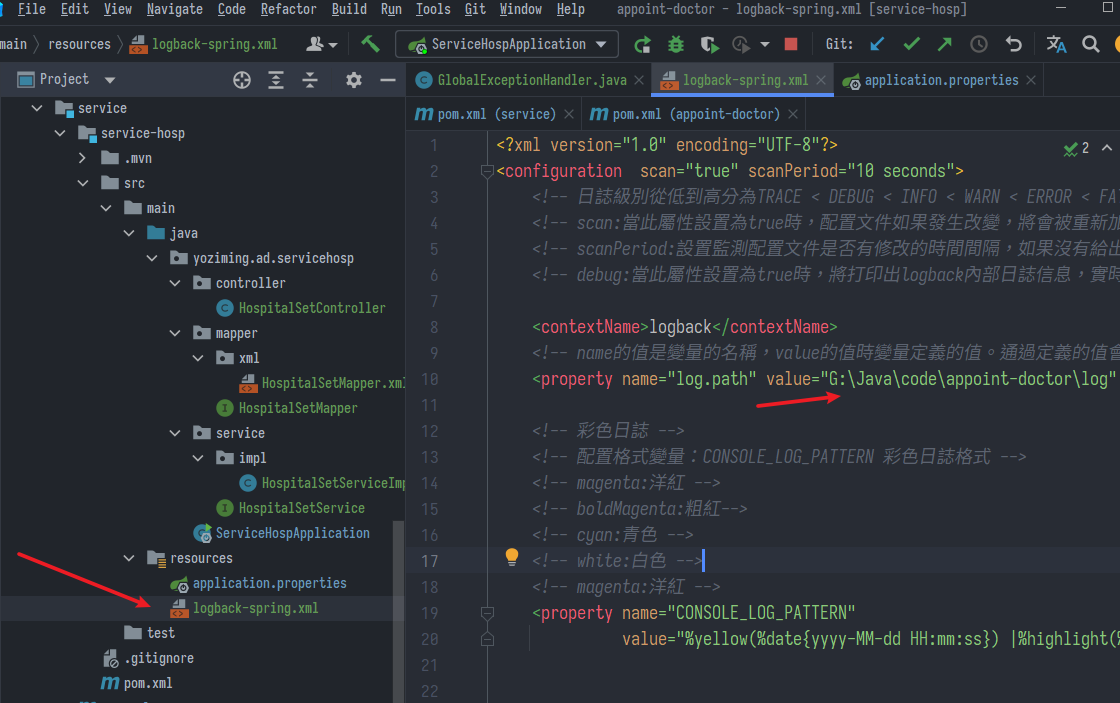 File Edit View Navigate Code Refactor Build Run Tools Git Window Help appoint-doctor - logback-spring.xml [service-hosp]
main resources logback-spring.xml ServiceHospApplication Git:
Project
GlobalExceptionHandler.java logback-spring.xml application.properties
pom.xml (service) pom.xml (appoint-doctor)
service
service-hosp
.mvn
src
main
java
yoziming.ad.servicehosp
controller
HospitalSetController
mapper
xml
HospitalSetMapper.xml
HospitalSetMapper
service
impl
HospitalSetServiceImp
HospitalSetService
ServiceHospApplication
resources
application.properties
logback-spring.xml
test
.gitignore
pom.xml
2
1 <?xml version="1.0" encoding="UTF-8"?>
2 <configuration  scan="true" scanPeriod="10 seconds">
3 <!-- 日誌級別從低到高分為TRACE < DEBUG < INFO < WARN < ERROR < FA
4 <!-- scan:當此屬性設置為true時，配置文件如果發生改變，將會被重新加
5 <!-- scanPeriod:設置監測配置文件是否有修改的時間間隔，如果沒有給出
6 <!-- debug:當此屬性設置為true時，將打印出logback內部日誌信息，實時
7
8 <contextName>logback</contextName>
9 <!-- name的值是變量的名稱，value的值時變量定義的值。通過定義的值會
10 <property name="log.path" value="G:\Java\code\appoint-doctor\log"
11
12 <!-- 彩色日誌 -->
13 <!-- 配置格式變量：CONSOLE_LOG_PATTERN 彩色日誌格式 -->
14 <!-- magenta:洋紅 -->
15 <!-- boldMagenta:粗紅-->
16 <!-- cyan:青色 -->
17 <!-- white:白色 -->
18 <!-- magenta:洋紅 -->
19 <property name="CONSOLE_LOG_PATTERN"
20 value="%yellow(%date{yyyy-MM-dd HH:mm:ss}) |%highlight(%
21
22